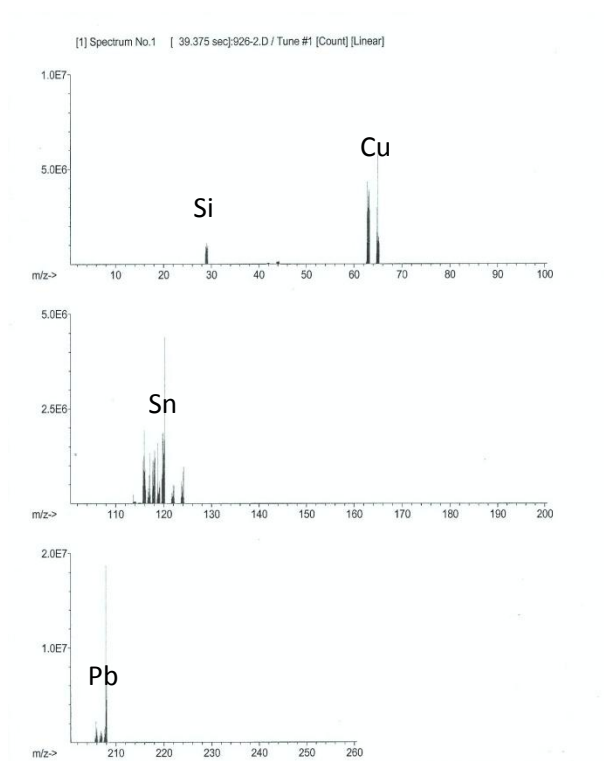 [1] Spectrum No.1 [ 39.375 sec]:926-2.D / Tune #1 [Count] [Linear]
1.0E7
Cu
5.0E6
Si
m/z-> 10 20 30 40 50 60 70 80 90 100
5.0E6
2.5E6 Sn
m/z-> 110 120 130 140 150 160 170 180 190 200
2.0E7
1.0E7
Pb
m/z-> 210 220 230 240 250 260